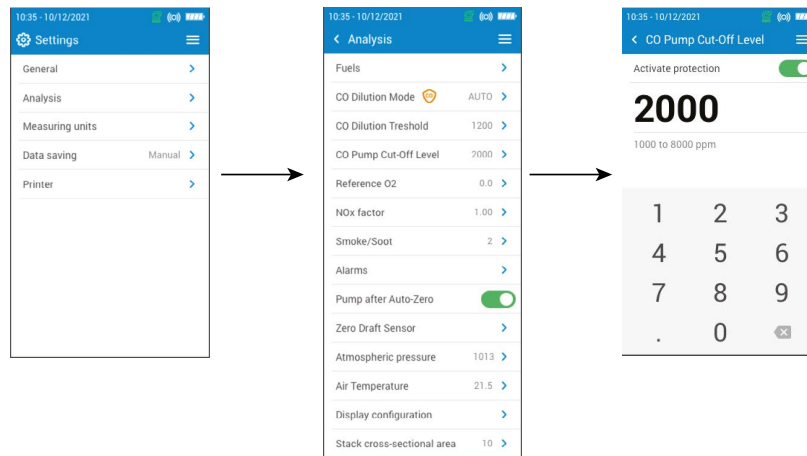 10:35 - 10/12/2021
Settings
General
Analysis
Measuring units
Data saving Manual
Printer
10:35 - 10/12/2021
Analysis
Fuels
CO Dilution Mode CO AUTO
CO Dilution Treshold 1200
CO Pump Cut-Off Level 2000
Reference O2 0.0
NOx factor 1.00
Smoke/Soot 2
Alarms
Pump after Auto-Zero
Zero Draft Sensor
Atmospheric pressure 1013
Air Temperature 21.5
Display configuration
Stack cross-sectional area 10
10:35 - 10/12/2021
CO Pump Cut-Off Level
Activate protection
2000
1000 to 8000 ppm
1 2 3
4 5 6
7 8 9
. 0